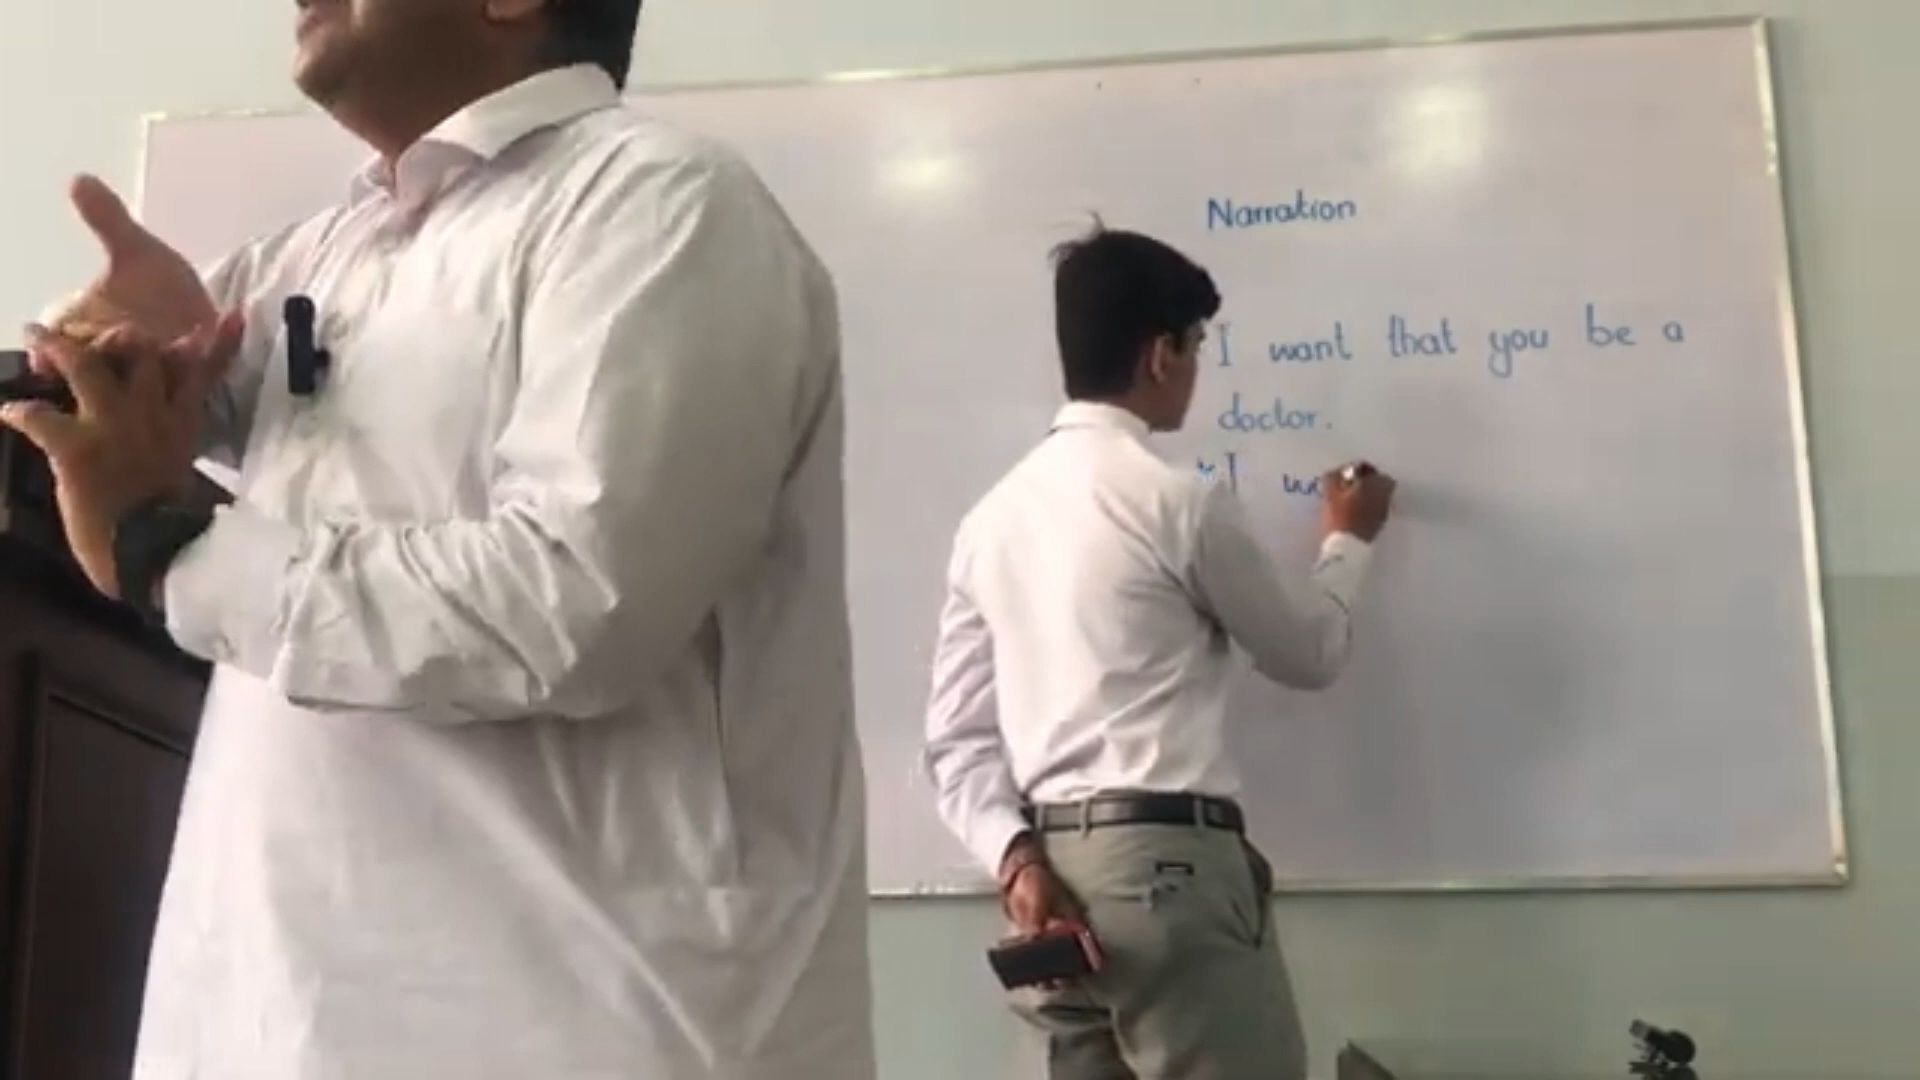 Narration
I want that you be a
doctor.
* I